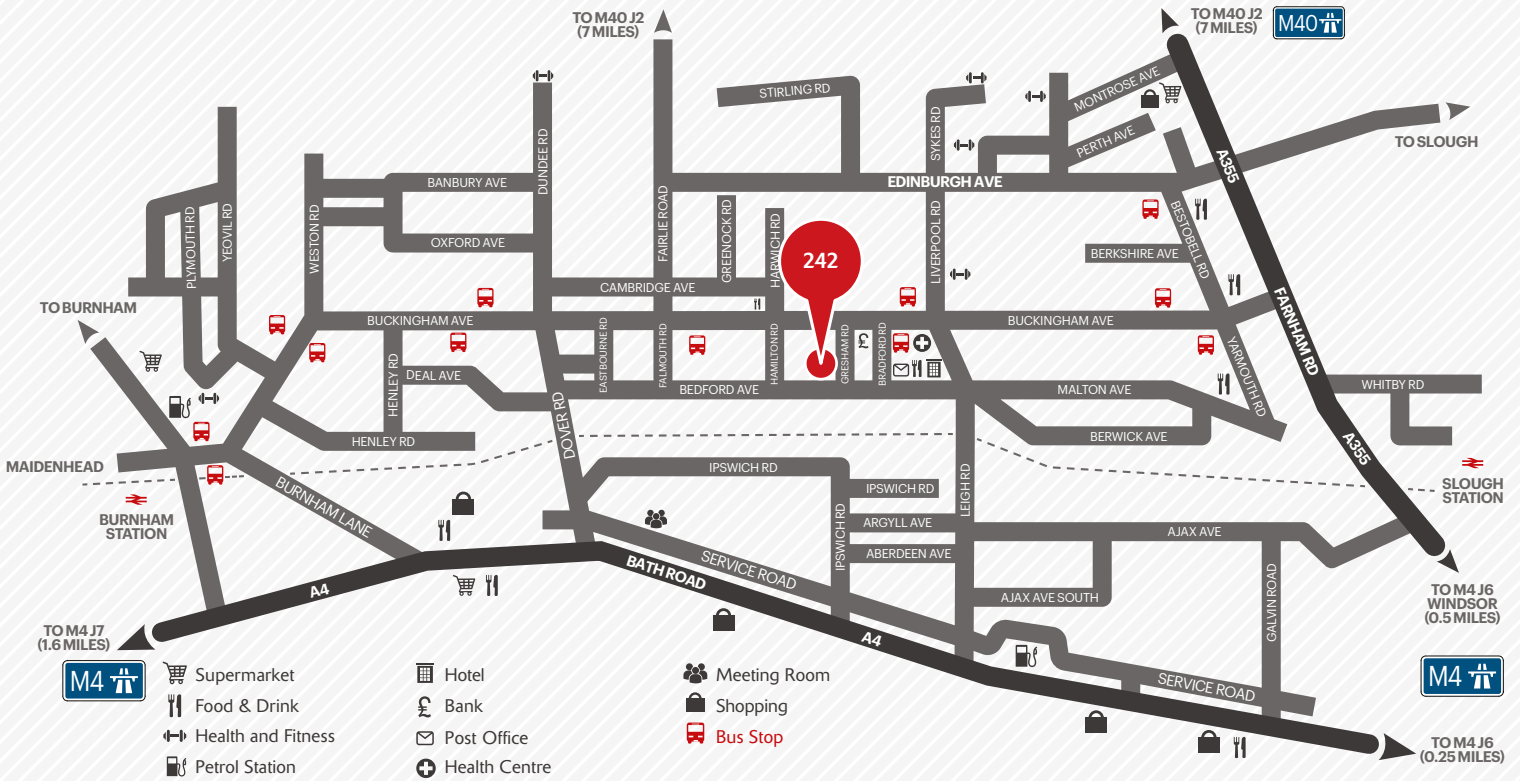 TO M40 J2
(7 MILES)
TO M40 J2
(7 MILES)
M40
STIRLING RD
MONTROSE AVE
PERTH AVE
SYKES RD
TO SLOUGH
A355
DUNDEE RD
BANBURY AVE
EDINBURGH AVE
FAIRLIE ROAD
PLYMOUTH RD
YEOVIL RD
WESTON RD
OXFORD AVE
GREENOCK RD
HARWICH RD
242
LIVERPOOL RD
BESTOBELL RD
BERKSHIRE AVE
CAMBRIDGE AVE
TO BURNHAM
BUCKINGHAM AVE
BUCKINGHAM AVE
FARNHAM RD
EASTBOURNE RD
FALMOUTH RD
HAMILTON RD
GRESHAM RD
BRADFORD RD
£
YARMOUTH RD
HENLEY RD
DEAL AVE
BEDFORD AVE
MALTON AVE
WHITBY RD
DOVER RD
HENLEY RD
BERWICK AVE
A355
MAIDENHEAD
IPSWICH RD
IPSWICH RD
LEIGH RD
SLOUGH
STATION
BURNHAM
STATION
BURNHAM LANE
IPSWICH RD
ARGYLL AVE
AJAX AVE
ABERDEEN AVE
SERVICE ROAD
BATH ROAD
A4
AJAX AVE SOUTH
GALVIN ROAD
TO M4 J6
WINDSOR
(0.5 MILES)
TO M4 J7
(1.6 MILES)
A4
M4
SERVICE ROAD
M4
TO M4 J6
(0.25 MILES)
Supermarket
Food & Drink
Health and Fitness
Petrol Station
Hotel
£ Bank
Post Office
Health Centre
Meeting Room
Shopping
Bus Stop